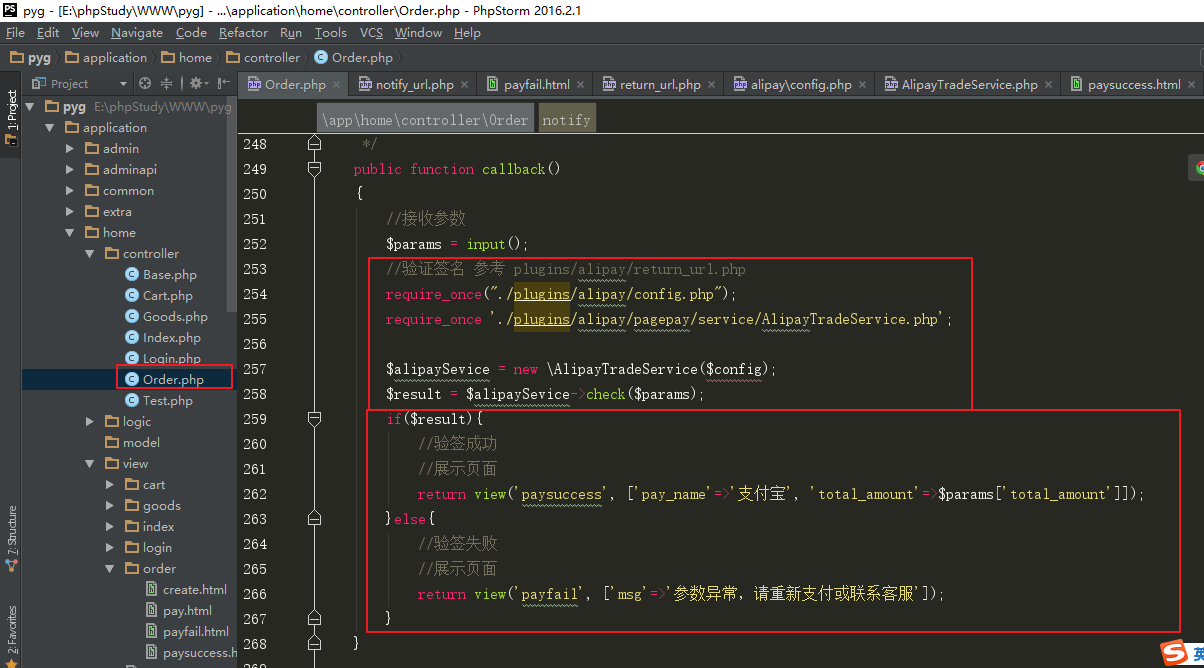 pyg - [E:\phpStudy\WWW\pyg] - ...\application\home\controller\Order.php - PhpStorm 2016.2.1
File Edit View Navigate Code Refactor Run Tools VCS Window Help
pyg application home controller Order.php
Project
Order.php notify_url.php payfail.html return_url.php alipay\config.php AlipayTradeService.php paysuccess.html
1: Project
7: Structure
2: Favorites
pyg E:\phpStudy\WWW\pyg
application
admin
adminapi
common
extra
home
controller
Base.php
Cart.php
Goods.php
Index.php
Login.php
Order.php
Test.php
logic
model
view
cart
goods
index
login
order
create.html
pay.html
payfail.html
paysuccess.h
\app\home\controller\Order notify
248 */
249 public function callback()
250 {
251 //接收参数
252 $params = input();
253 //验证签名 参考 plugins/alipay/return_url.php
254 require_once("./plugins/alipay/config.php");
255 require_once './plugins/alipay/pagepay/service/AlipayTradeService.php';
256
257 $alipaySevice = new \AlipayTradeService($config);
258 $result = $alipaySevice->check($params);
259 if($result){
260 //验签成功
261 //展示页面
262 return view('paysuccess', ['pay_name'=>'支付宝', 'total_amount'=>$params['total_amount']]);
263 }else{
264 //验签失败
265 //展示页面
266 return view('payfail', ['msg'=>'参数异常，请重新支付或联系客服']);
267 }
268 }
英